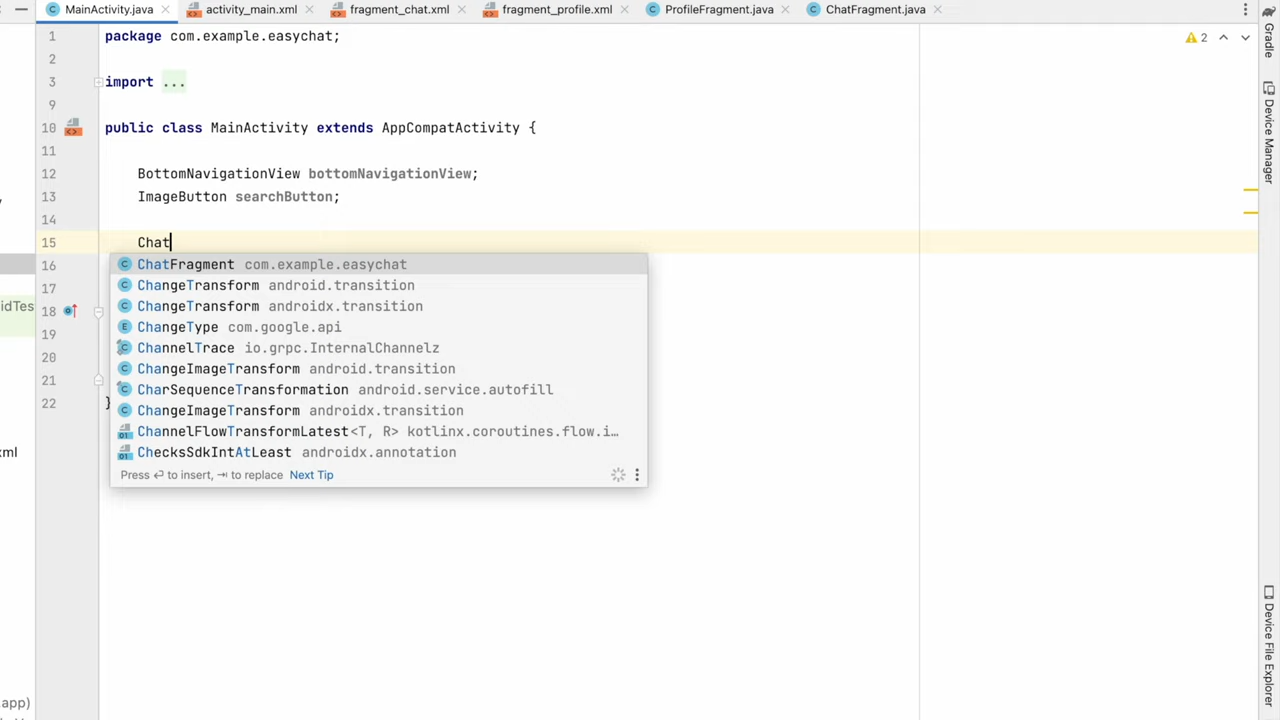 MainActivity.java activity_main.xml fragment_chat.xml fragment_profile.xml ProfileFragment.java ChatFragment.java
1 package com.example.easychat;
2
3 import ...
9
10 public class MainActivity extends AppCompatActivity {
11
12 BottomNavigationView bottomNavigationView;
13 ImageButton searchButton;
14
15 Chat
16
17
18
19
20
21
22 }
2
ChatFragment com.example.easychat
ChangeTransform android.transition
ChangeTransform androidx.transition
ChangeType com.google.api
ChannelTrace io.grpc.InternalChannelz
ChangeImageTransform android.transition
CharSequenceTransformation android.service.autofill
ChangeImageTransform androidx.transition
ChannelFlowTransformLatest<T, R> kotlinx.coroutines.flow.i...
ChecksSdkIntAtLeast androidx.annotation
Press ⏎ to insert, ⇥ to replace Next Tip
idTes
ml
.app)
Gradle
Device Manager
Device File Explorer